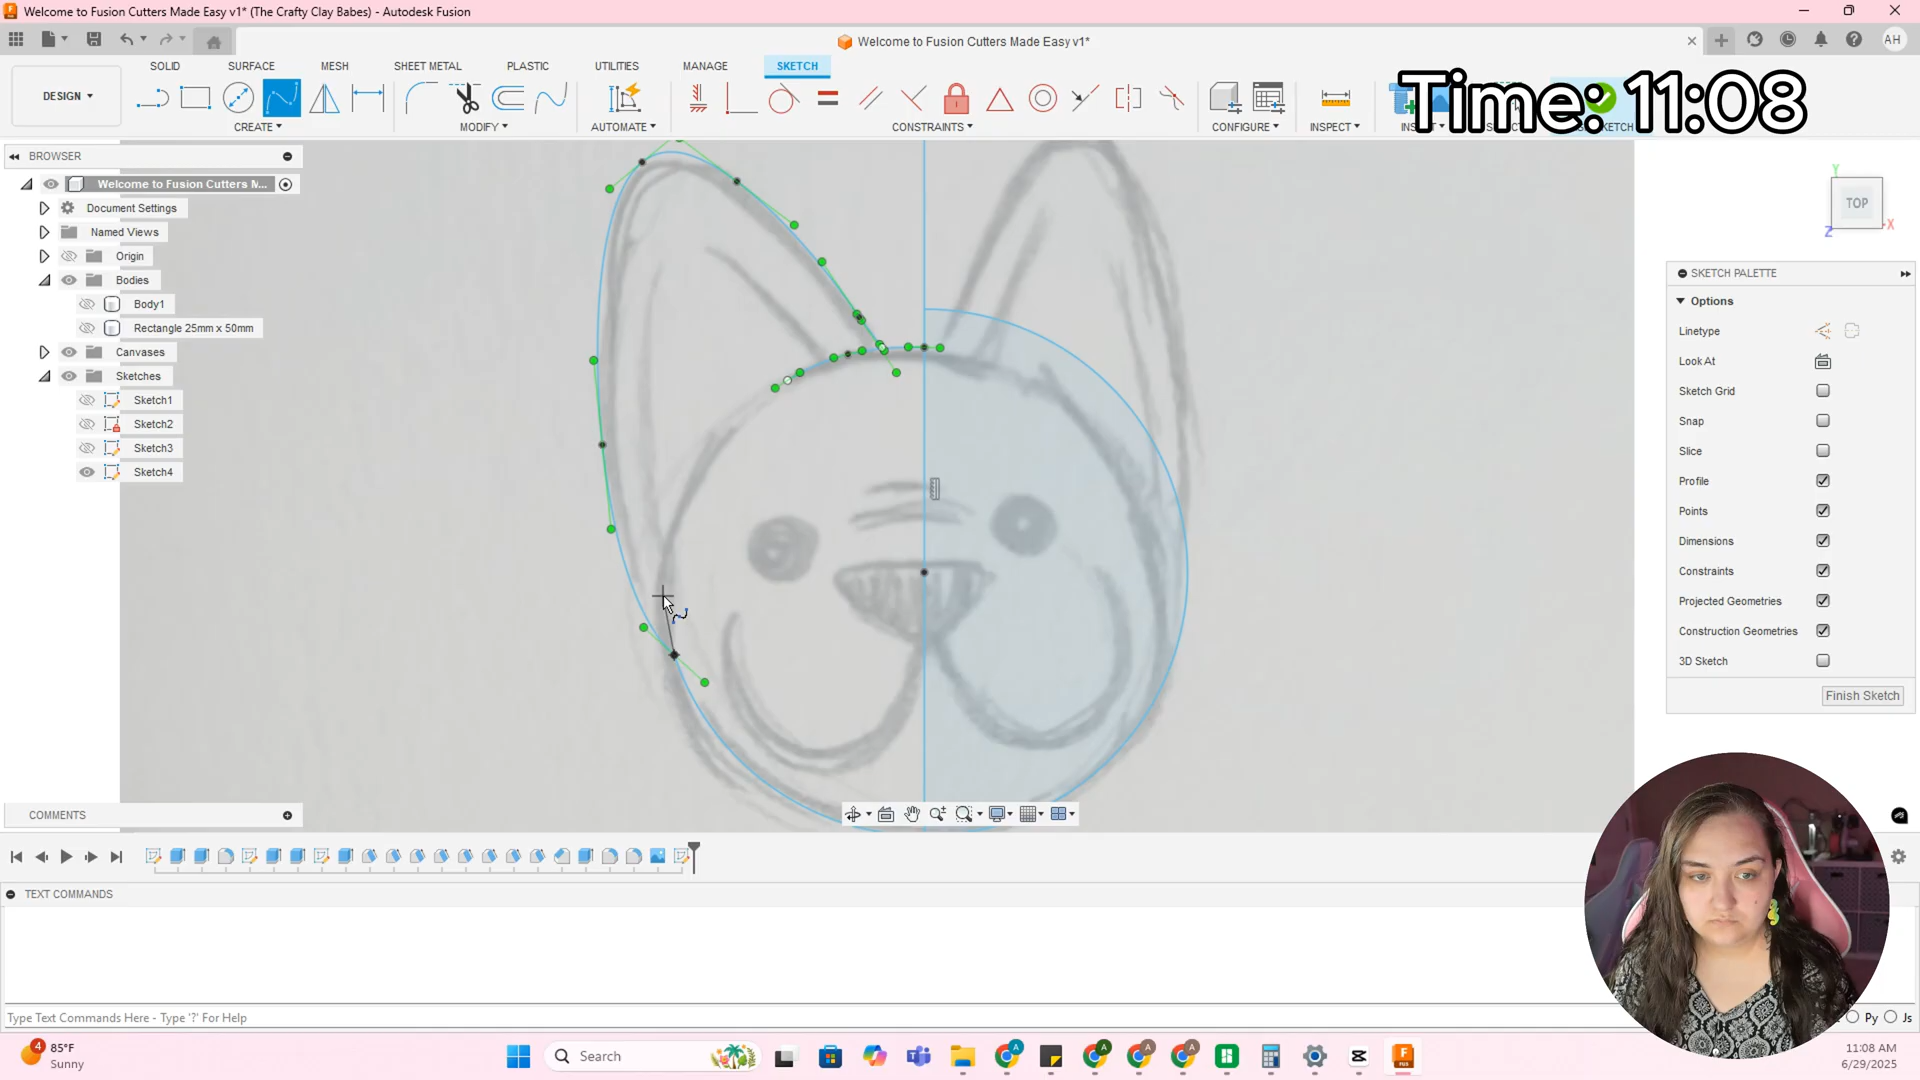 Welcome to Fusion Cutters Made Easy v1* (The Crafty Clay Babes) - Autodesk Fusion
Welcome to Fusion Cutters Made Easy v1*
AH
SOLID SURFACE MESH SHEET METAL PLASTIC UTILITIES MANAGE SKETCH
Time: 11:08
DESIGN
CREATE MODIFY AUTOMATE CONSTRAINTS CONFIGURE INSPECT
BROWSER
Welcome to Fusion Cutters M...
Document Settings
Named Views
Origin
Bodies
Body1
Rectangle 25mm x 50mm
Canvases
Sketches
Sketch1
Sketch2
Sketch3
Sketch4
Y
TOP
X
Z
SKETCH PALETTE
Options
Linetype
Look At
Sketch Grid
Snap
Slice
Profile
Points
Dimensions
Constraints
Projected Geometries
Construction Geometries
3D Sketch
Finish Sketch
COMMENTS
TEXT COMMANDS
Type Text Commands Here - Type '?' For Help
Py Js
4
85°F
Sunny
Search
11:08 AM
6/29/2025